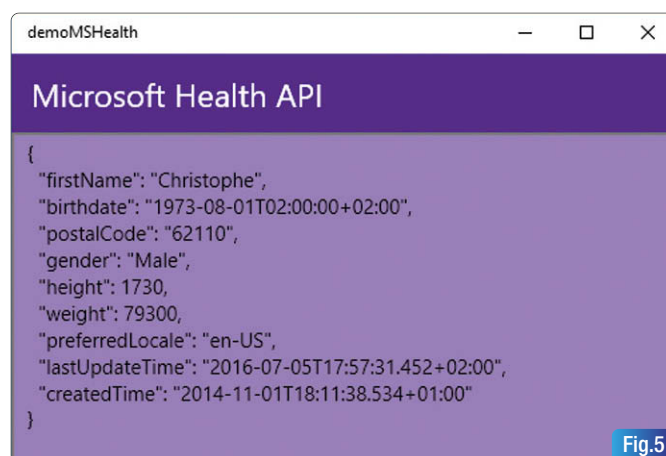 demoMSHealth
Microsoft Health API
{
"firstName": "Christophe",
"birthdate": "1973-08-01T02:00:00+02:00",
"postalCode": "62110",
"gender": "Male",
"height": 1730,
"weight": 79300,
"preferredLocale": "en-US",
"lastUpdateTime": "2016-07-05T17:57:31.452+02:00",
"createdTime": "2014-11-01T18:11:38.534+01:00"
}
Fig.5